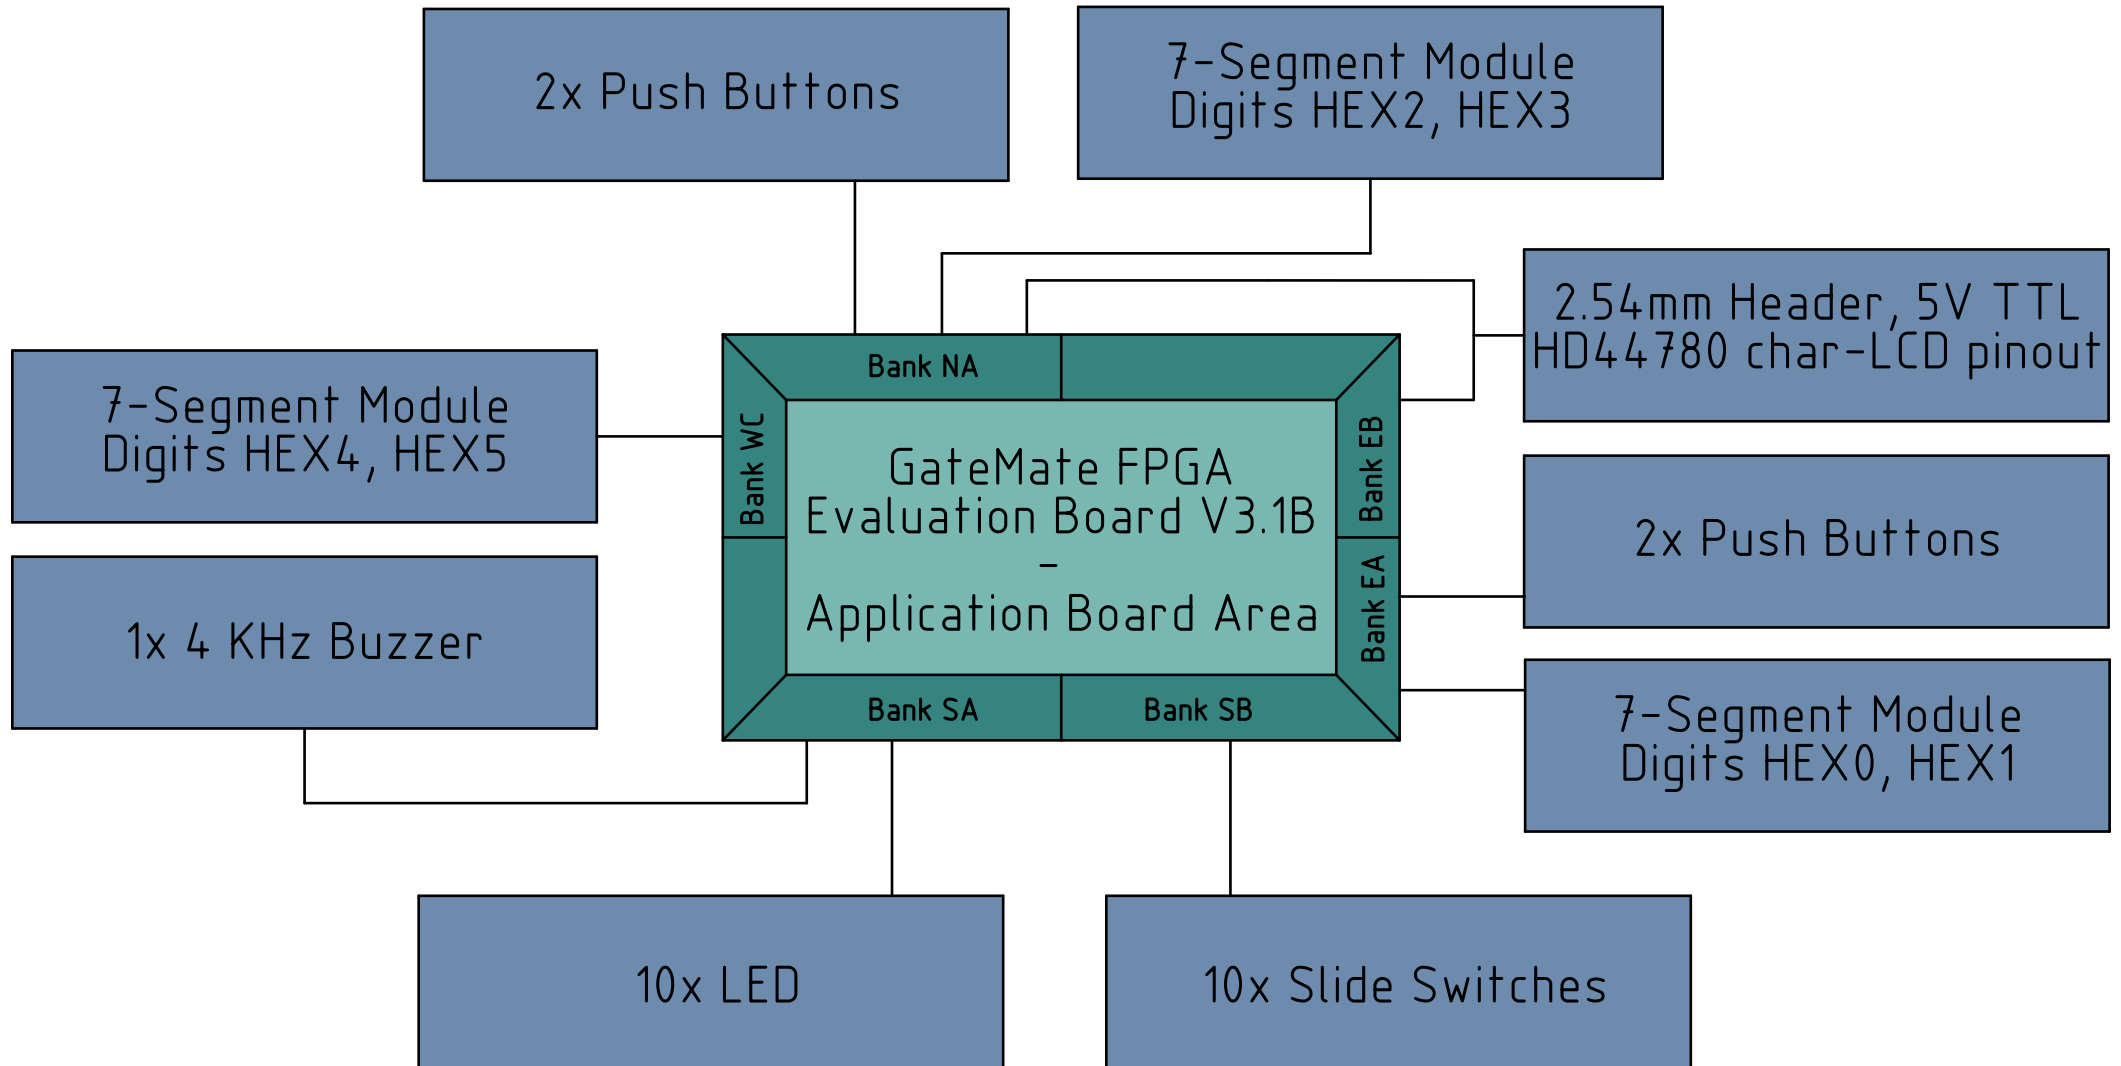 2x Push Buttons
7-Segment Module
Digits HEX2, HEX3
2.54mm Header, 5V TTL
HD44780 char-LCD pinout
7-Segment Module
Digits HEX4, HEX5
Bank NA
Bank WC
Bank EB
GateMate FPGA
Evaluation Board V3.1B
-
Application Board Area
Bank EA
2x Push Buttons
1x 4 KHz Buzzer
Bank SA
Bank SB
7-Segment Module
Digits HEX0, HEX1
10x LED
10x Slide Switches